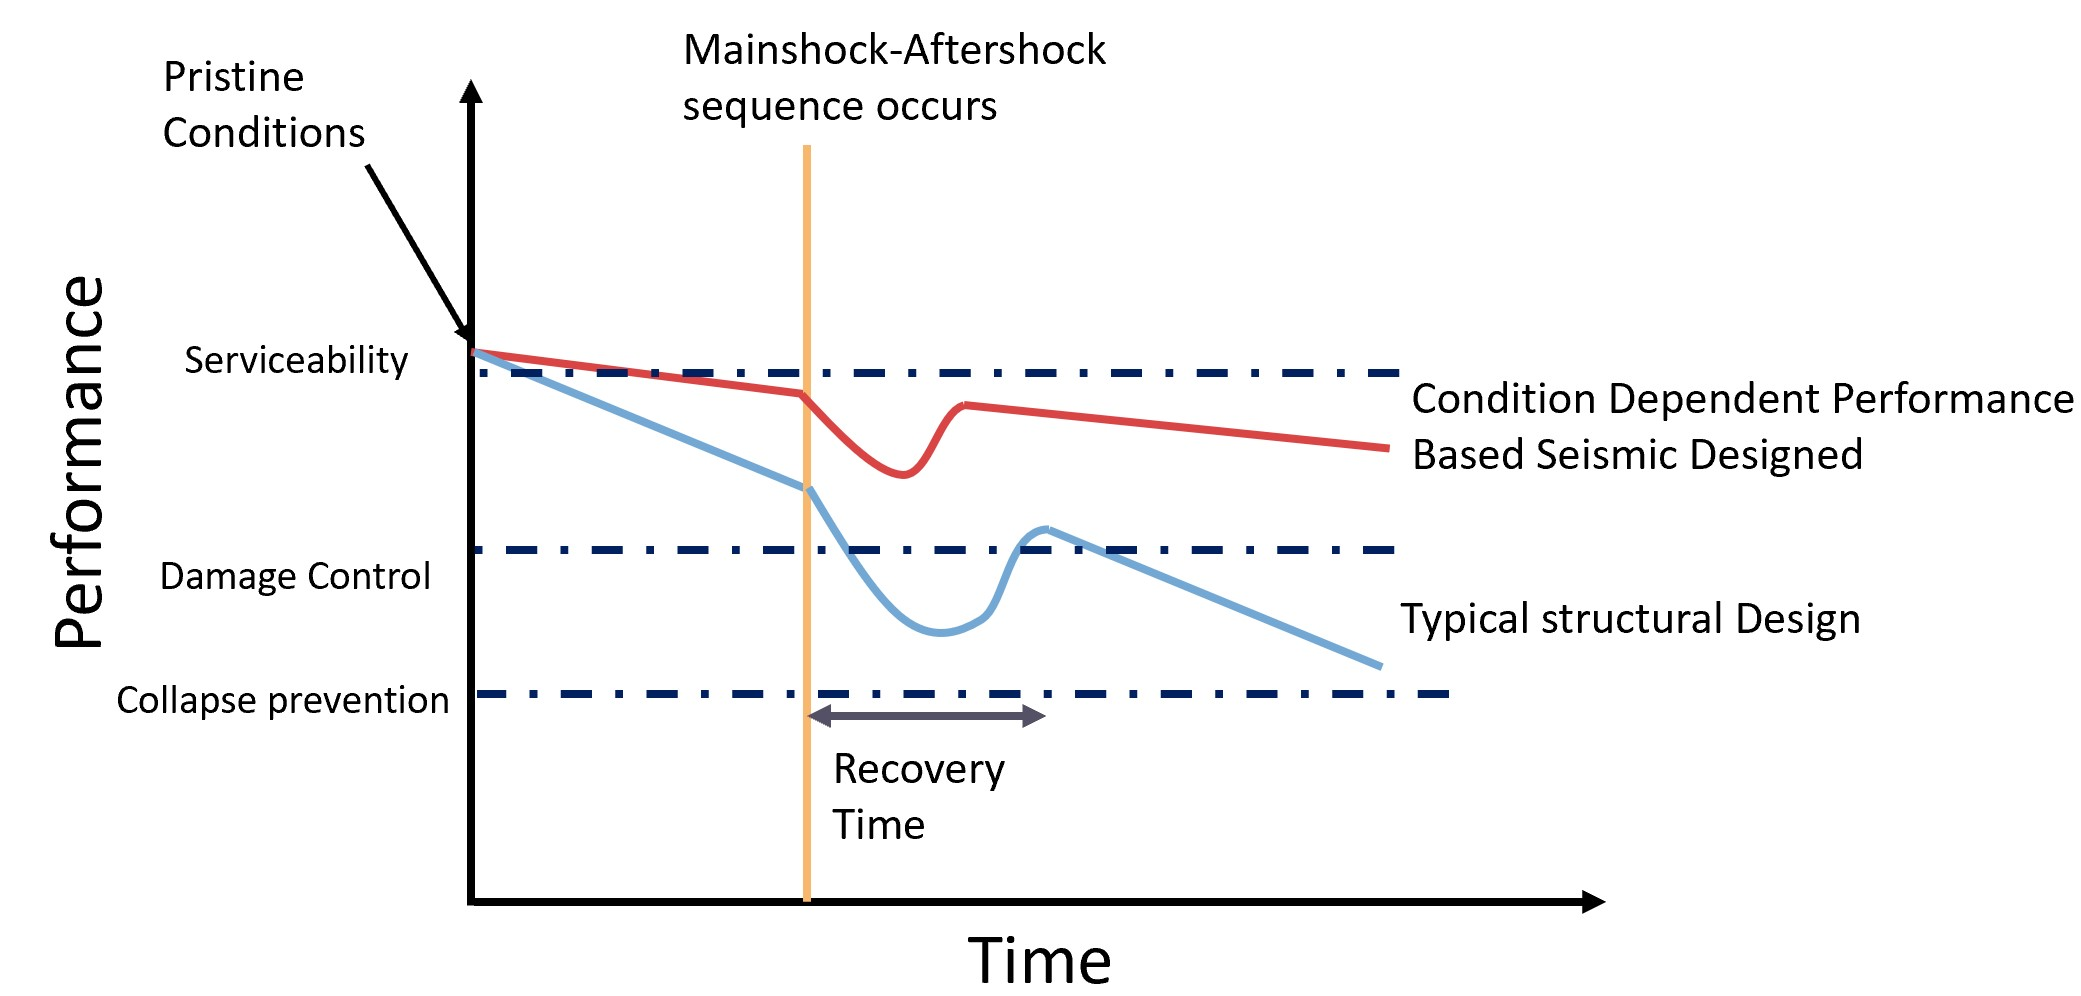 Mainshock-Aftershock
sequence occurs
Pristine
Conditions
Performance
Serviceability
Condition Dependent Performance
Based Seismic Designed
Damage Control
Typical structural Design
Collapse prevention
Recovery
Time
Time